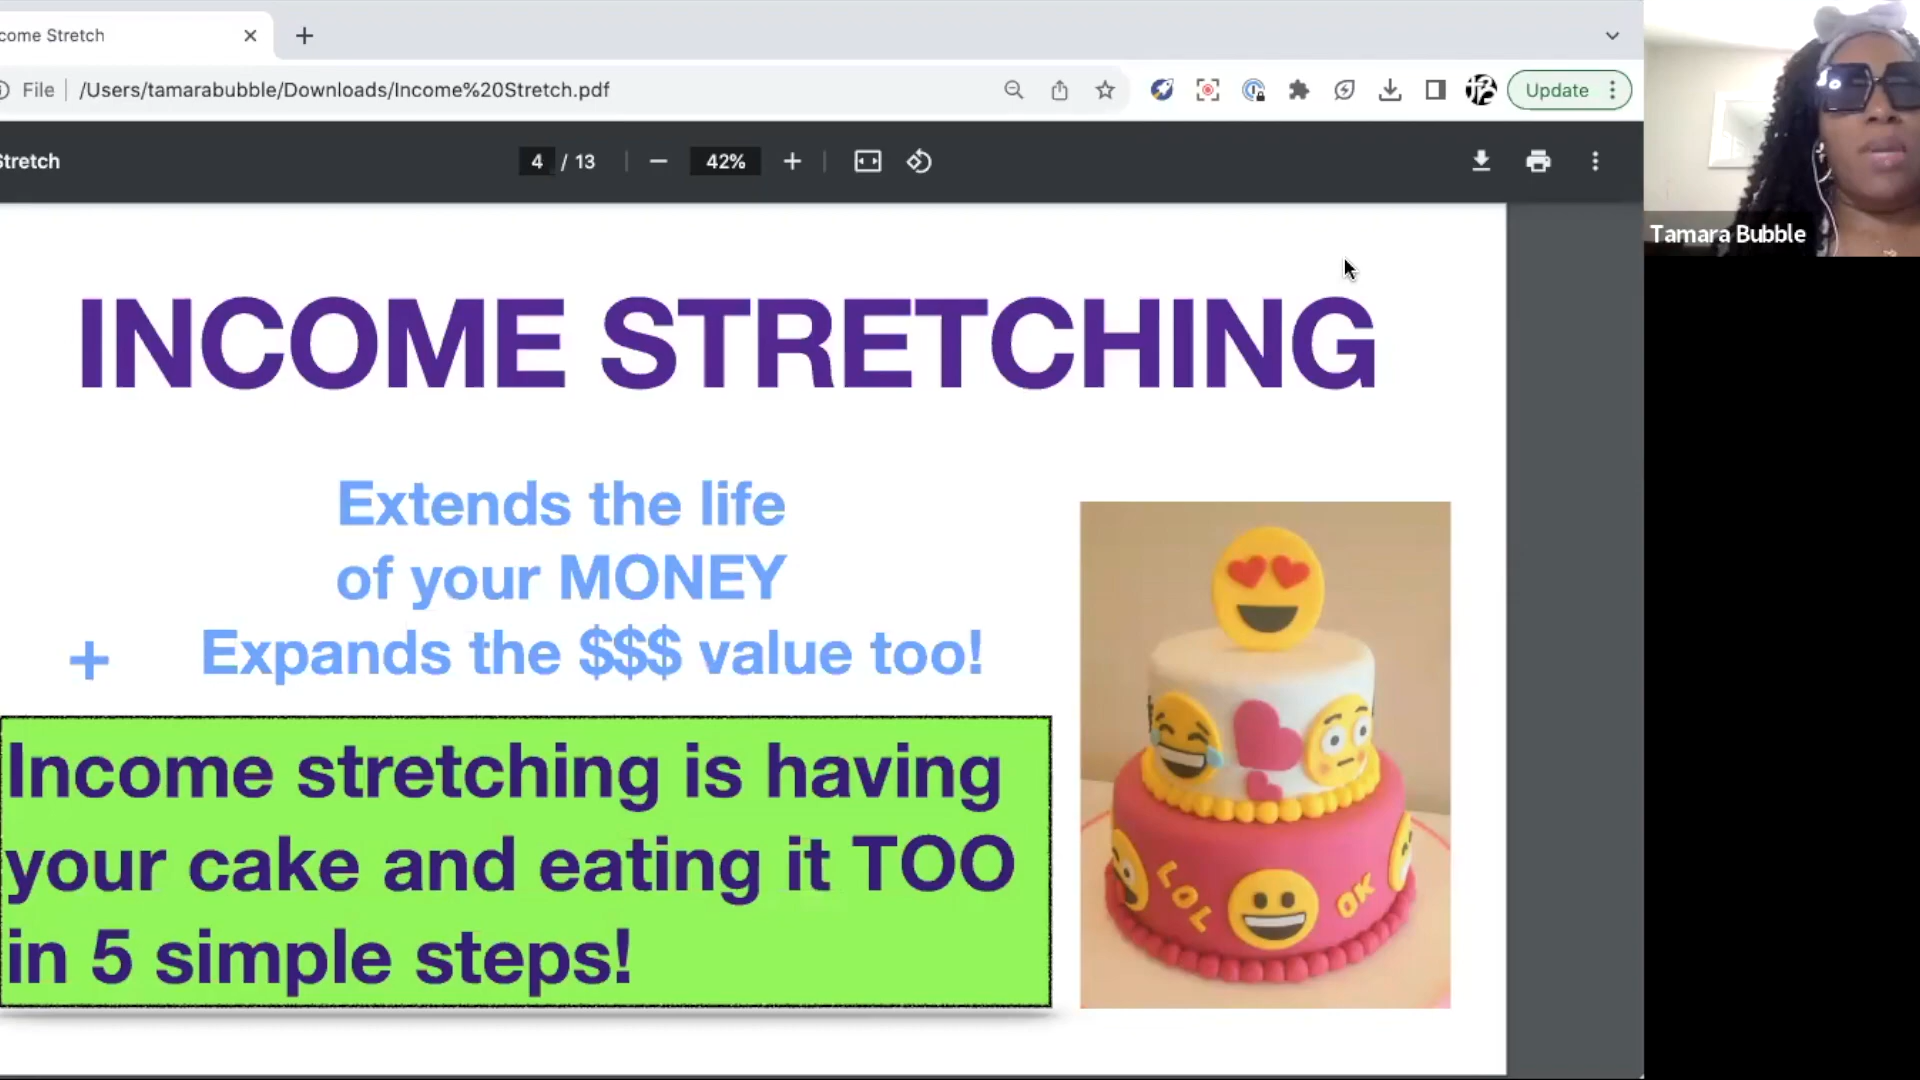 come Stretch
File
/Users/tamarabubble/Downloads/Income%20Stretch.pdf
Update
Stretch
4 / 13
42%
Tamara Bubble
INCOME STRETCHING
Extends the life
of your MONEY
+ Expands the $$$ value too!
Income stretching is having
your cake and eating it TOO
in 5 simple steps!
LOL
OK